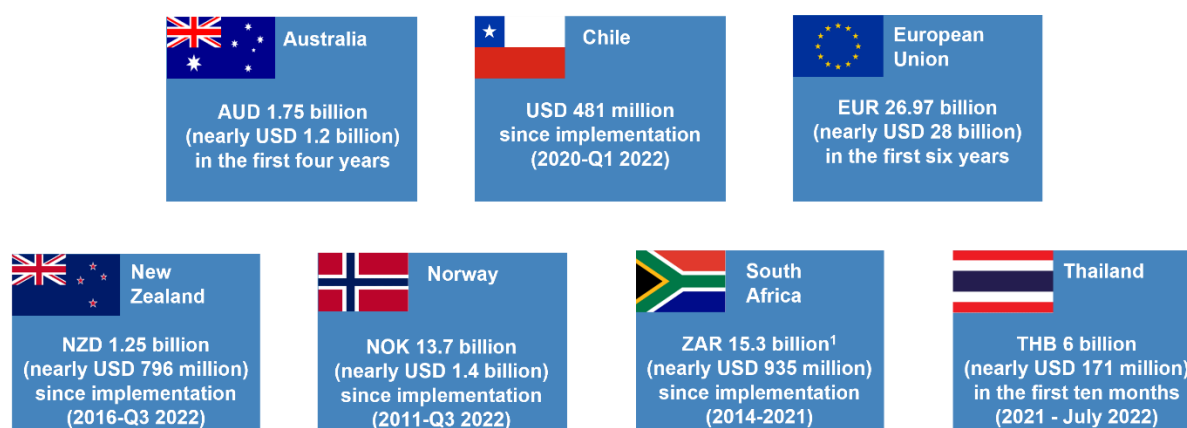 Australia
AUD 1.75 billion
(nearly USD 1.2 billion)
in the first four years
Chile
USD 481 million
since implementation
(2020-Q1 2022)
European
Union
EUR 26.97 billion
(nearly USD 28 billion)
in the first six years
New
Zealand
NZD 1.25 billion
(nearly USD 796 million)
since implementation
(2016-Q3 2022)
Norway
NOK 13.7 billion
(nearly USD 1.4 billion)
since implementation
(2011-Q3 2022)
South
Africa
ZAR 15.3 billion¹
(nearly USD 935 million)
since implementation
(2014-2021)
Thailand
THB 6 billion
(nearly USD 171 million)
in the first ten months
(2021 - July 2022)